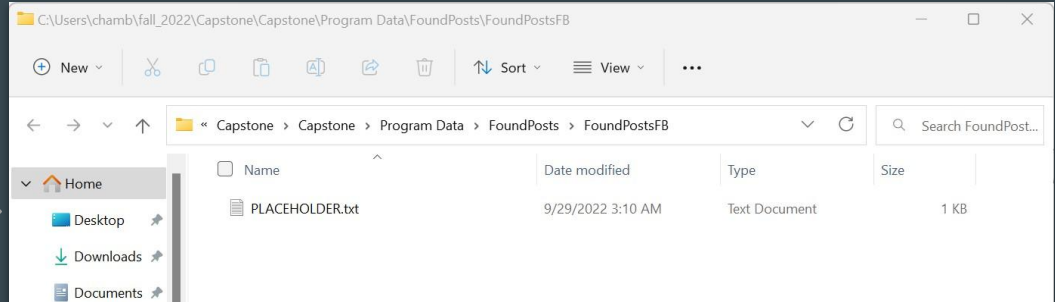 C:\Users\chamb\fall_2022\Capstone\Capstone\Program Data\FoundPosts\FoundPostsFB
New Sort View
« Capstone > Capstone > Program Data > FoundPosts > FoundPostsFB Search FoundPost...
Name Date modified Type Size
Home
PLACEHOLDER.txt 9/29/2022 3:10 AM Text Document 1 KB
Desktop
Downloads
Documents